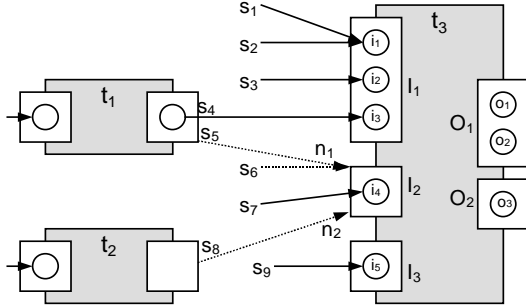 s1
s2
s3
t1
s4
s5
n1
s6
s7
t2
s8
n2
s9
t3
i1
i2
i3
I1
i4
I2
i5
I3
O1
o1
o2
O2
o3